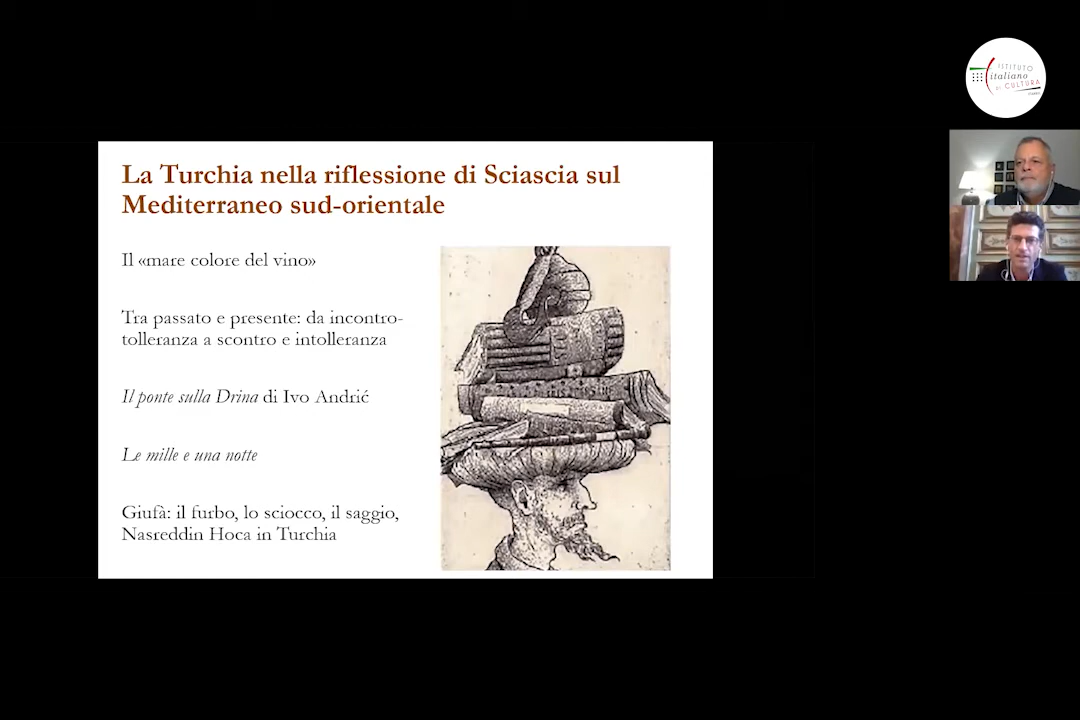 La Turchia nella riflessione di Sciascia sul
Mediterraneo sud-orientale
Il «mare colore del vino»
Tra passato e presente: da incontro-
tolleranza a scontro e intolleranza
Il ponte sulla Drina di Ivo Andrić
Le mille e una notte
Giufà: il furbo, lo sciocco, il saggio,
Nasreddin Hoca in Turchia
ISTITUTO
italiano
DI CULTURA